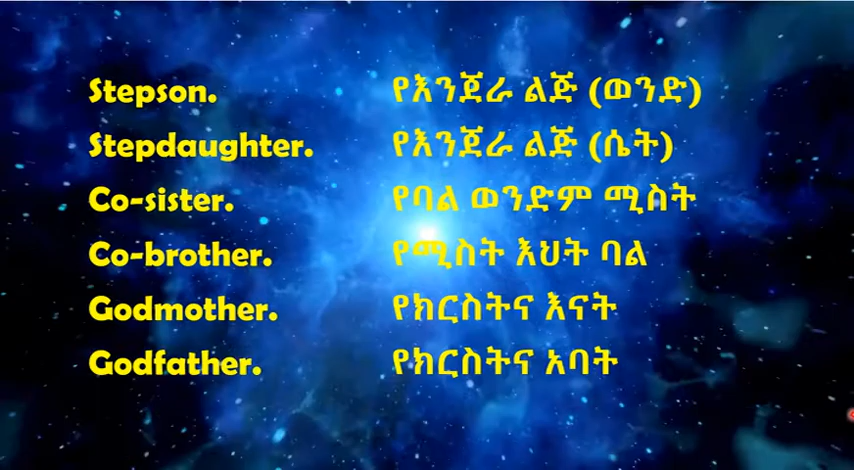 Stepson. የእንጀራ ልጅ (ወንድ)
Stepdaughter. የእንጀራ ልጅ (ሴት)
Co-sister. የባል ወንድም ሚስት
Co-brother. የሚስት እህት ባል
Godmother. የክርስትና እናት
Godfather. የክርስትና አባት